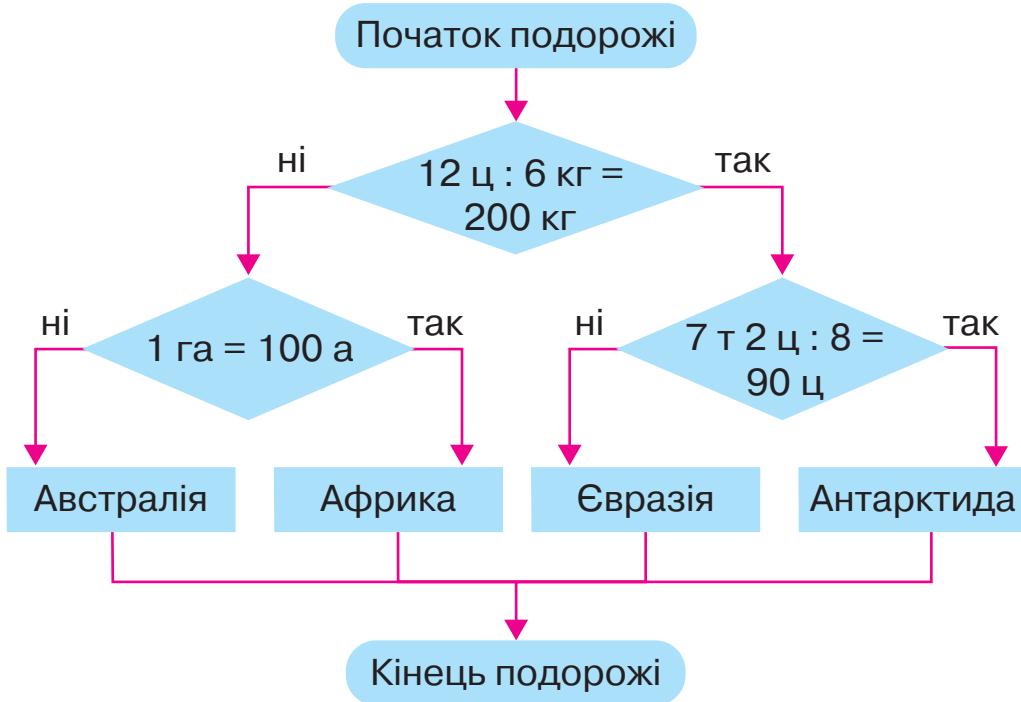 Початок подорожі
ні
так
12 ц : 6 кг =
200 кг
ні
так
ні
так
1 га = 100 а
7 т 2 ц : 8 =
90 ц
Австралія
Африка
Євразія
Антарктида
Кінець подорожі